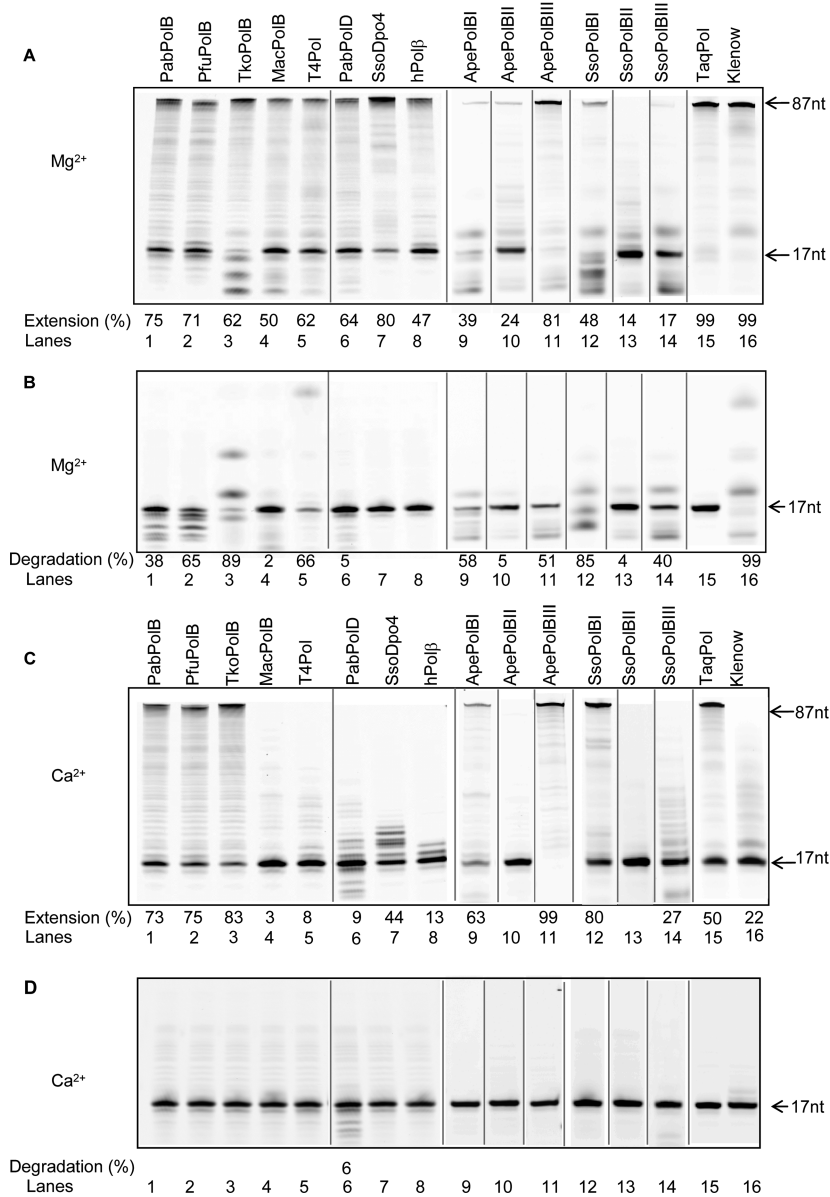 A
PabPolB PfuPolB TkoPolB MacPolB T4Pol PabPolD SsoDpo4 hPolβ ApePolBI ApePolBII ApePolBIII SsoPolBI SsoPolBII SsoPolBIII TaqPol Klenow
87nt
Mg2+
17nt
Extension (%) 75 71 62 50 62 64 80 47 39 24 81 48 14 17 99 99
Lanes 1 2 3 4 5 6 7 8 9 10 11 12 13 14 15 16
B
Mg2+
17nt
Degradation (%) 38 65 89 2 66 5 58 5 51 85 4 40 99
Lanes 1 2 3 4 5 6 7 8 9 10 11 12 13 14 15 16
C
PabPolB PfuPolB TkoPolB MacPolB T4Pol PabPolD SsoDpo4 hPolβ ApePolBI ApePolBII ApePolBIII SsoPolBI SsoPolBII SsoPolBIII TaqPol Klenow
87nt
Ca2+
17nt
Extension (%) 73 75 83 3 8 9 44 13 63 99 80 27 50 22
Lanes 1 2 3 4 5 6 7 8 9 10 11 12 13 14 15 16
D
Ca2+
17nt
Degradation (%) 6
Lanes 1 2 3 4 5 6 7 8 9 10 11 12 13 14 15 16